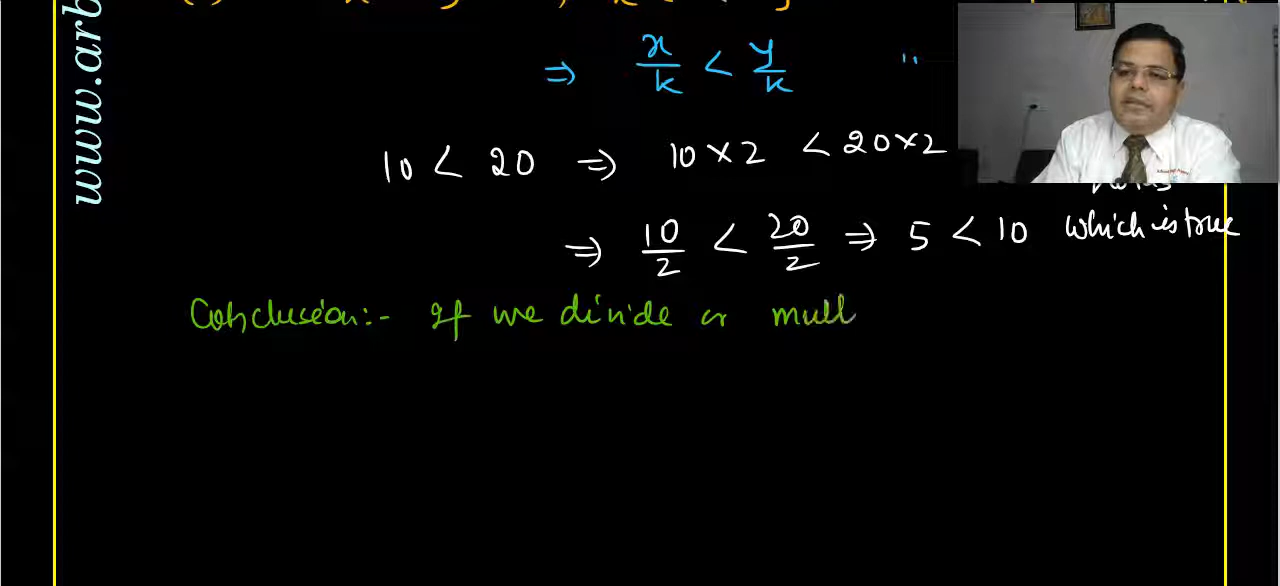 www.arb
⇒ x/k < y/k "
10 < 20 ⇒ 10×2 < 20×2
⇒ 10/2 < 20/2 ⇒ 5 < 10 which is true
Conclusion:- If we divide or mull